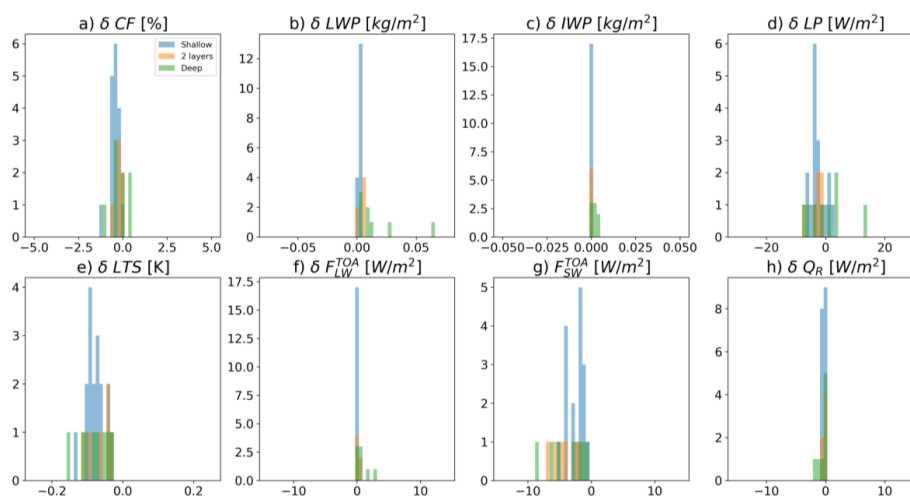 a) δ CF [%]
b) δ LWP [kg/m²]
c) δ IWP [kg/m²]
d) δ LP [W/m²]
Shallow
2 layers
Deep
6
5
4
3
2
1
0
−5.0 −2.5 0.0 2.5 5.0
12
10
8
6
4
2
0
−0.05 0.00 0.05
17.5
15.0
12.5
10.0
7.5
5.0
2.5
0.0
−0.050 −0.025 0.000 0.025 0.050
6
5
4
3
2
1
0
−20 0 20
e) δ LTS [K]
f) δ F_{LW}^{TOA} [W/m²]
g) F_{SW}^{TOA} [W/m²]
h) δ Q_R [W/m²]
4
3
2
1
0
−0.2 0.0 0.2
17.5
15.0
12.5
10.0
7.5
5.0
2.5
0.0
−10 0 10
5
4
3
2
1
0
−10 0 10
8
6
4
2
0
−10 0 10